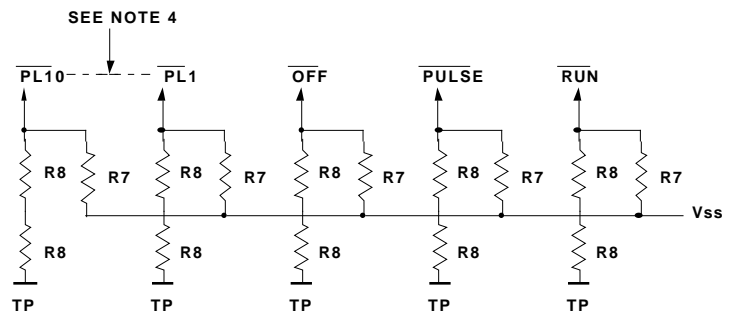 SEE NOTE 4
PL10 PL1 OFF PULSE RUN
R8 R7 R8 R7 R8 R7 R8 R7 R8 R7
Vss
R8 R8 R8 R8 R8
TP TP TP TP TP